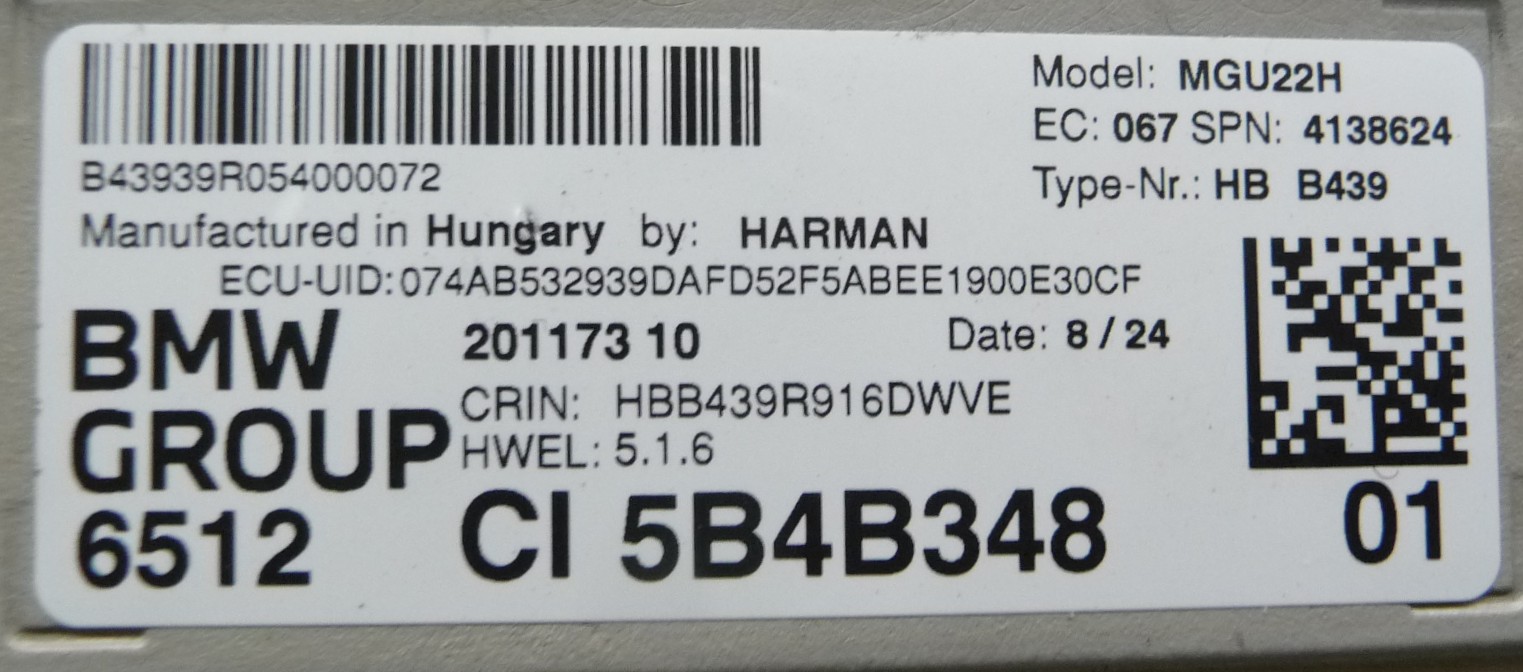 B43939R054000072
Model: MGU22H
EC: 067 SPN: 4138624
Type-Nr.: HB B439
Manufactured in Hungary by: HARMAN
ECU-UID:074AB532939DAFD52F5ABEE1900E30CF
BMW
GROUP
201173 10 Date: 8 / 24
CRIN: HBB439R916DWVE
HWEL: 5.1.6
6512 CI 5B4B348 01